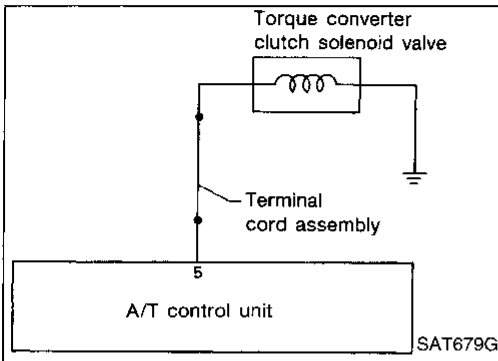 Torque converter
clutch solenoid valve
Terminal
cord assembly
5
A/T control unit
SAT679G